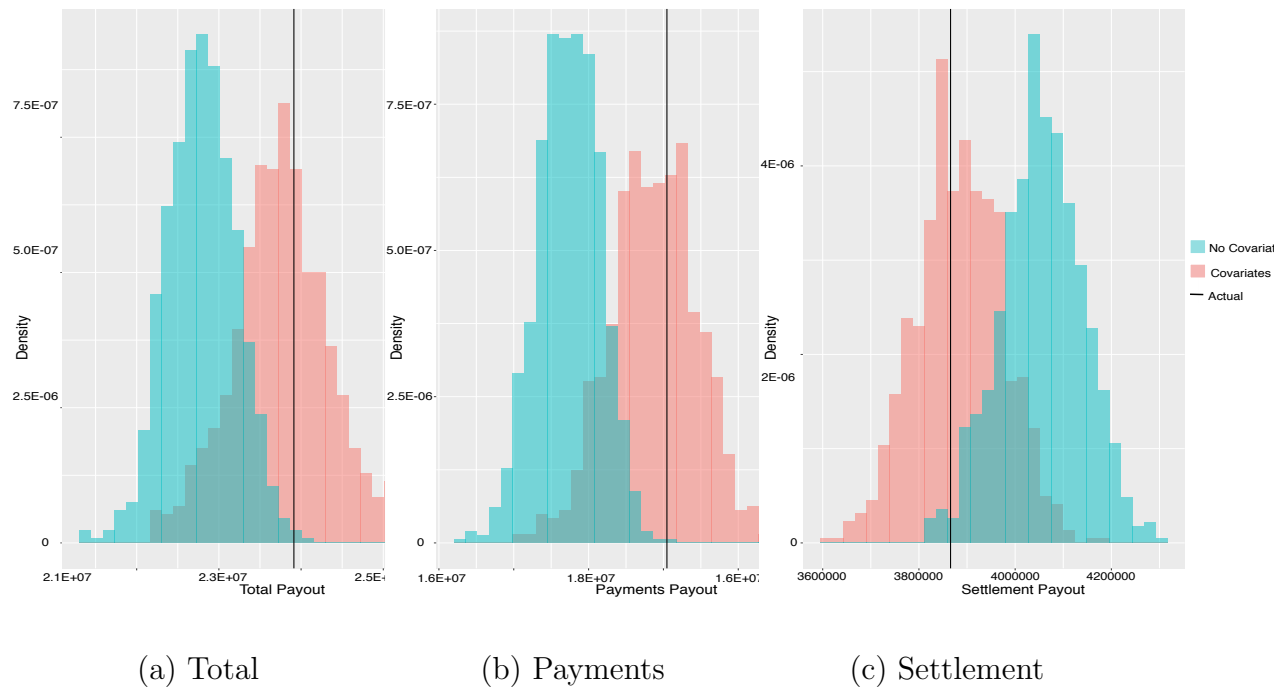 7.5E-07
5.0E-07
2.5E-06
0
Density
2.1E+07
2.3E+07
2.5E+
Total Payout
7.5E-07
5.0E-07
2.5E-06
0
Density
1.6E+07
1.8E+07
1.6E+07
Payments Payout
4E-06
2E-06
0
Density
3600000
3800000
4000000
4200000
Settlement Payout
No Covariat
Covariates
Actual
(a) Total
(b) Payments
(c) Settlement